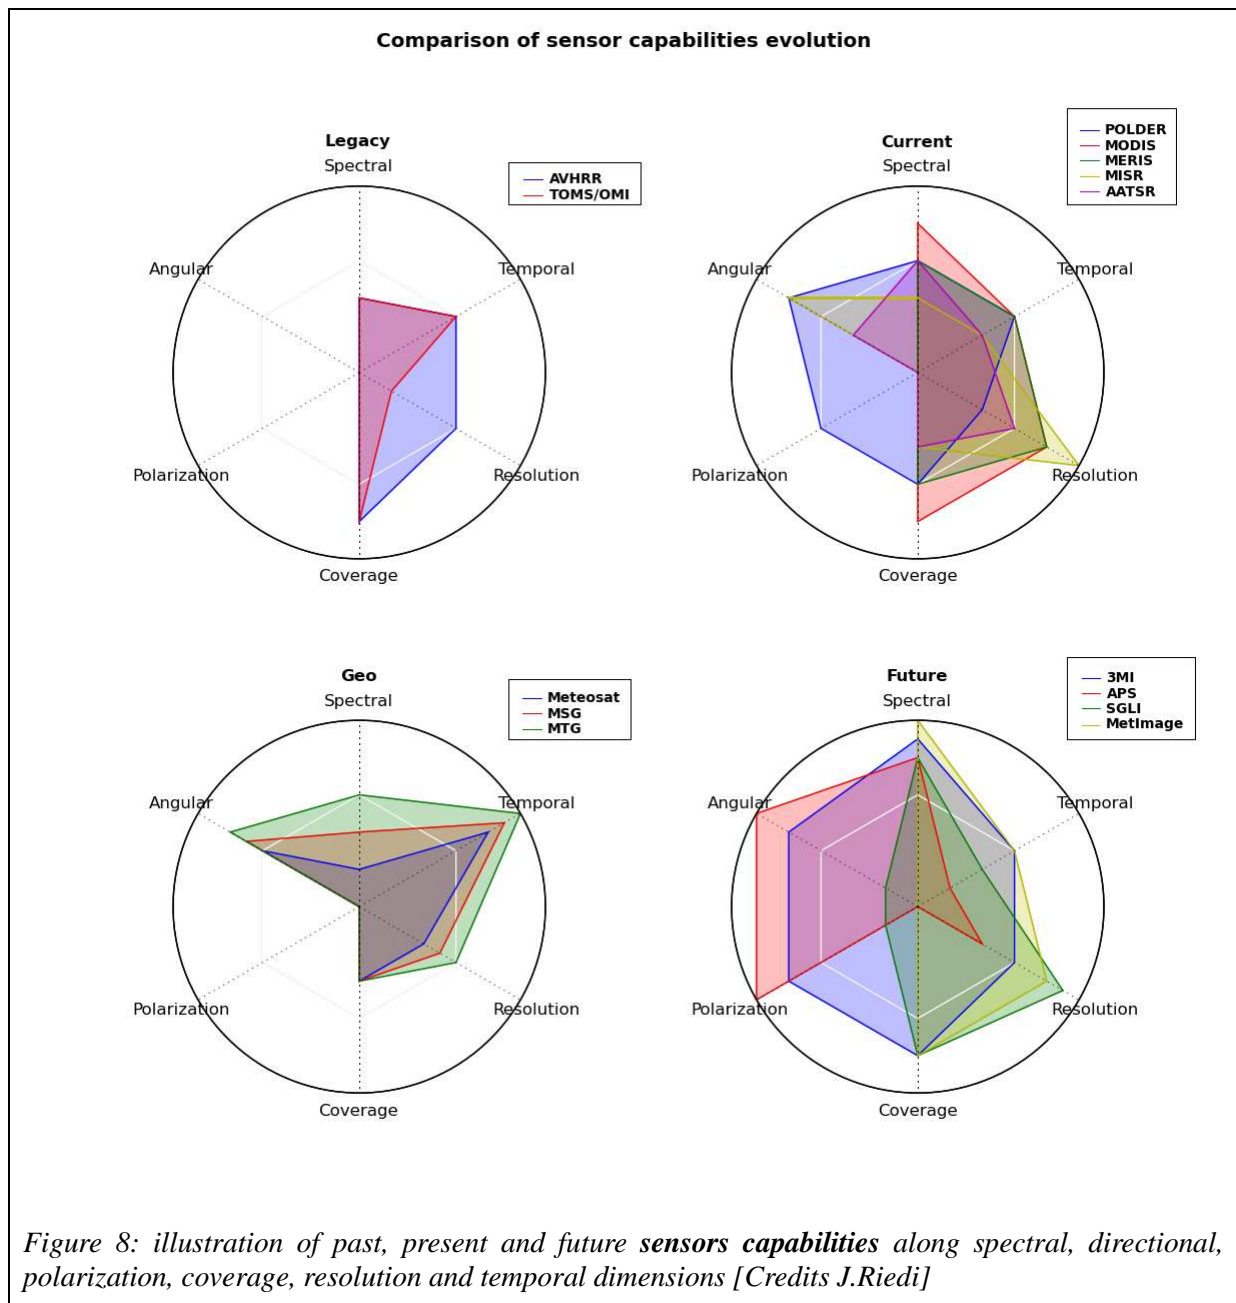 Comparison of sensor capabilities evolution
Legacy
Spectral
Angular
Temporal
Polarization
Resolution
Coverage
AVHRR
TOMS/OMI
Current
Spectral
Angular
Temporal
Polarization
Resolution
Coverage
POLDER
MODIS
MERIS
MISR
AATSR
Geo
Spectral
Angular
Temporal
Polarization
Resolution
Coverage
Meteosat
MSG
MTG
Future
Spectral
Angular
Temporal
Polarization
Resolution
Coverage
3MI
APS
SGLI
MetImage
Figure 8: illustration of past, present and future sensors capabilities along spectral, directional,
polarization, coverage, resolution and temporal dimensions [Credits J.Riedi]